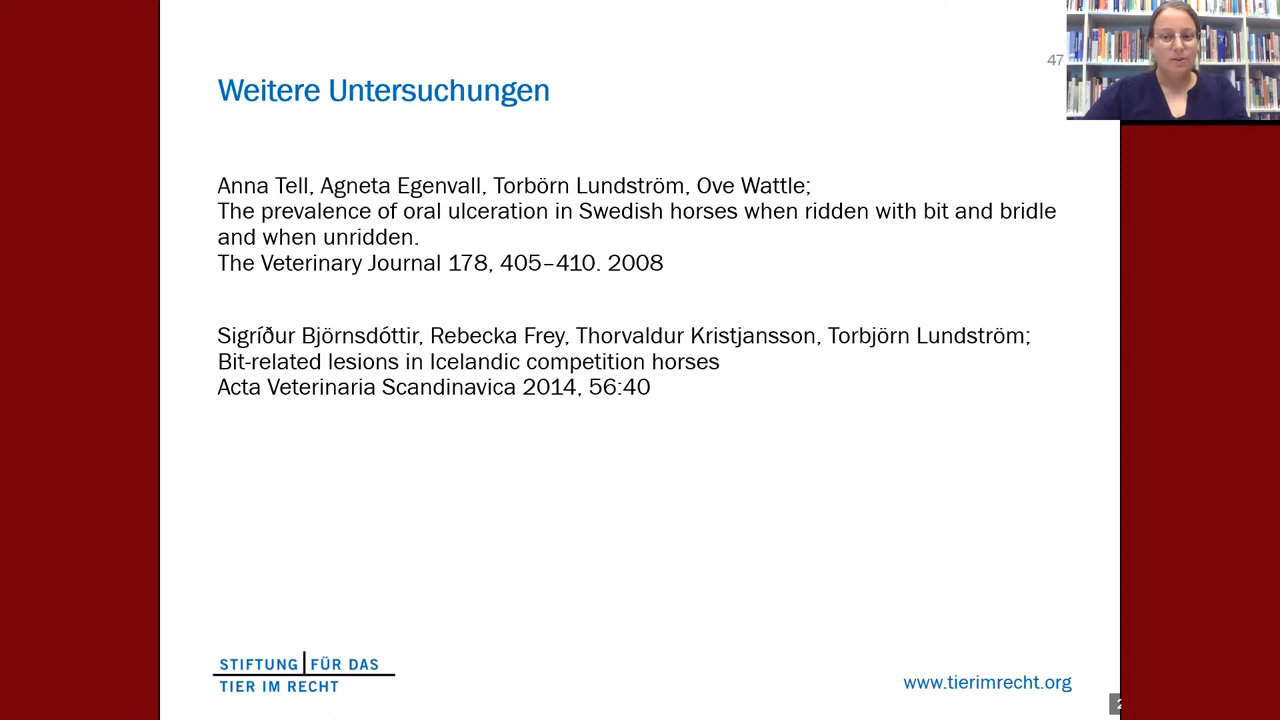 47
Weitere Untersuchungen
Anna Tell, Agneta Egenvall, Torbörn Lundström, Ove Wattle;
The prevalence of oral ulceration in Swedish horses when ridden with bit and bridle
and when unridden.
The Veterinary Journal 178, 405–410. 2008
Sigríður Björnsdóttir, Rebecka Frey, Thorvaldur Kristjansson, Torbjörn Lundström;
Bit-related lesions in Icelandic competition horses
Acta Veterinaria Scandinavica 2014, 56:40
STIFTUNG FÜR DAS
TIER IM RECHT
www.tierimrecht.org